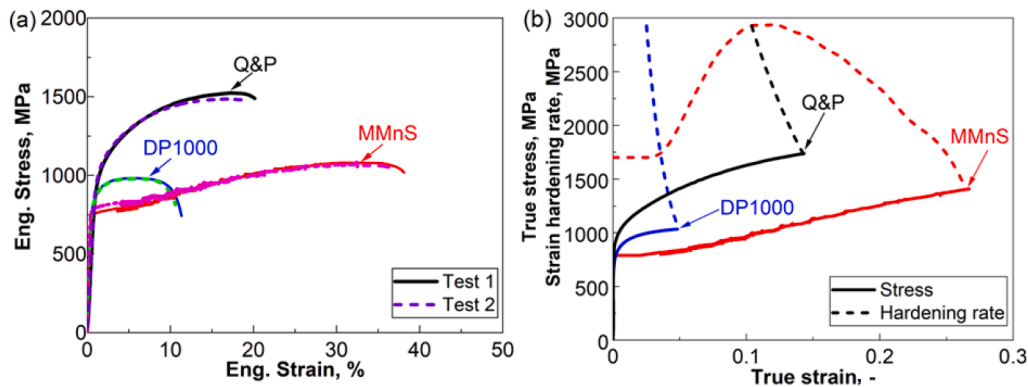 (a)
Eng. Stress, MPa
2000
1500
1000
500
0
Q&P
DP1000
MMnS
Test 1
Test 2
0 10 20 30 40 50
Eng. Strain, %
(b)
True stress, MPa
Strain hardening rate, MPa
3000
2500
2000
1500
1000
500
0
Q&P
MMnS
DP1000
Stress
Hardening rate
0 0.1 0.2 0.3
True strain, -